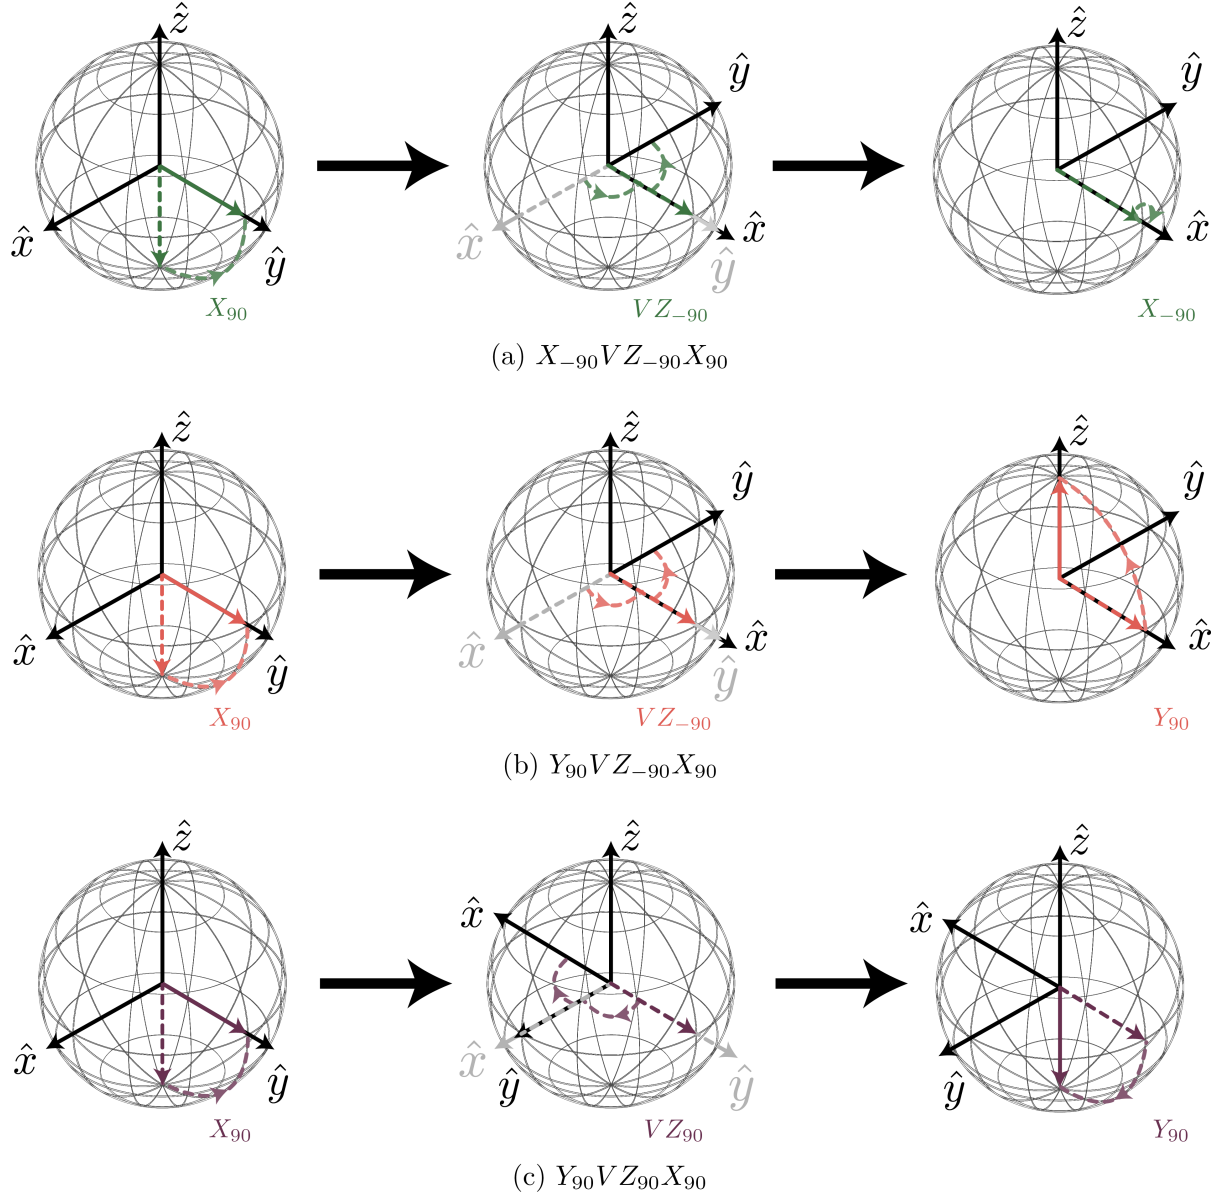 ẑ ẑ ẑ
ŷ ŷ
x̂ ŷ x̂ ŷ x̂ x̂
X₉₀ VZ₋₉₀ X₋₉₀
(a) X₋₉₀VZ₋₉₀X₉₀
ẑ ẑ ẑ
ŷ ŷ
x̂ ŷ x̂ ŷ x̂ x̂
X₉₀ VZ₋₉₀ Y₉₀
(b) Y₉₀VZ₋₉₀X₉₀
ẑ ẑ ẑ
x̂ x̂
x̂ ŷ x̂ ŷ ŷ ŷ
X₉₀ VZ₉₀ Y₉₀
(c) Y₉₀VZ₉₀X₉₀